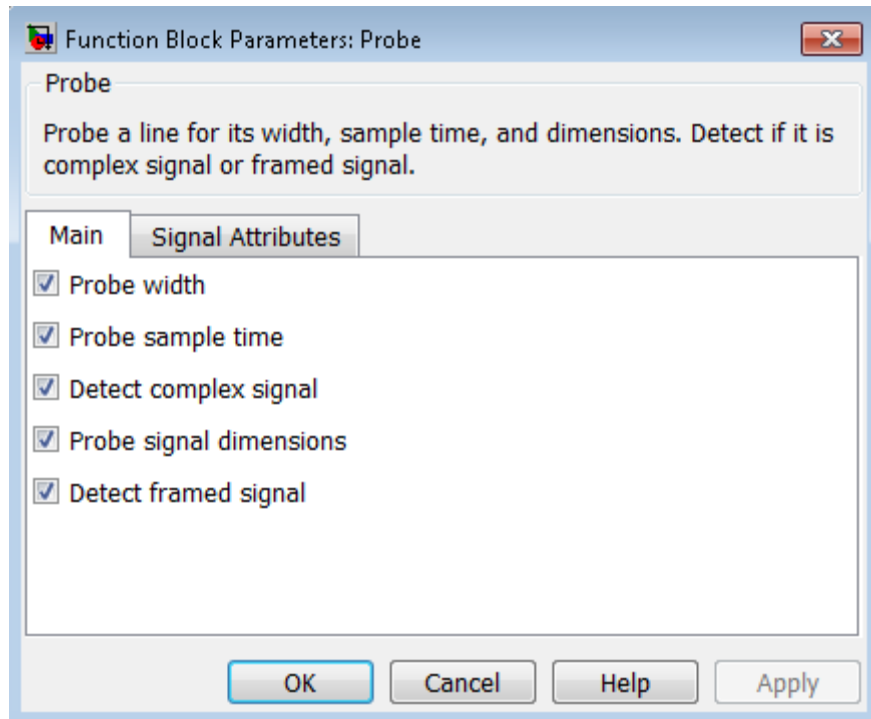 Function Block Parameters: Probe
Probe
Probe a line for its width, sample time, and dimensions. Detect if it is
complex signal or framed signal.
Main Signal Attributes
Probe width
Probe sample time
Detect complex signal
Probe signal dimensions
Detect framed signal
OK Cancel Help Apply